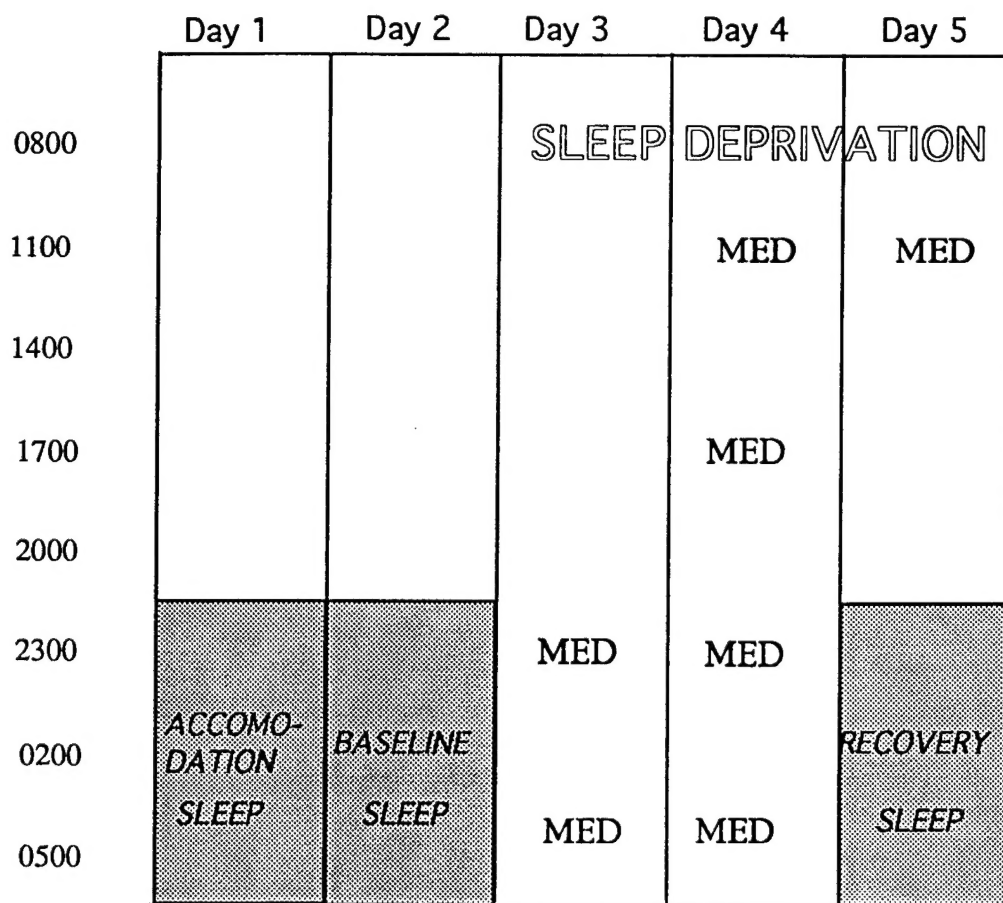 Day 1 Day 2 Day 3 Day 4 Day 5
0800 SLEEP DEPRIVATION
1100 MED MED
1400
1700 MED
2000
2300 MED MED
ACCOMO-
DATION
SLEEP
BASELINE
SLEEP
RECOVERY
SLEEP
0200
MED MED
0500